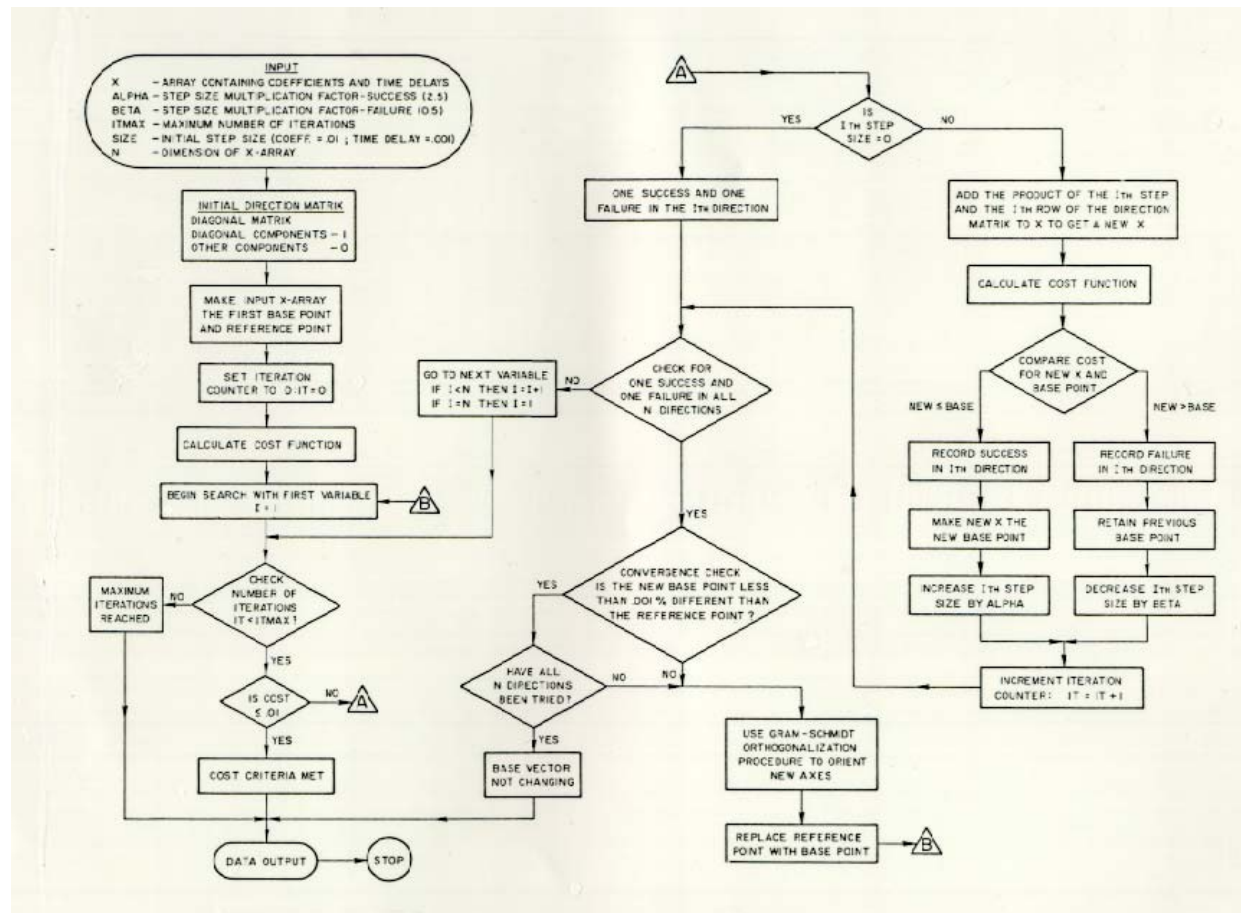 INPUT
X - ARRAY CONTAINING COEFFICIENTS AND TIME DELAYS
ALPHA - STEP SIZE MULTIPLICATION FACTOR-SUCCESS (2.5)
BETA - STEP SIZE MULTIPLICATION FACTOR-FAILURE (0.5)
ITMAX - MAXIMUM NUMBER OF ITERATIONS
SIZE - INITIAL STEP SIZE (COEFF. = .01 ; TIME DELAY = .001)
N - DIMENSION OF X-ARRAY
INITIAL DIRECTION MATRIX
DIAGONAL MATRIX
DIAGONAL COMPONENTS - 1
OTHER COMPONENTS - 0
MAKE INPUT X-ARRAY
THE FIRST BASE POINT
AND REFERENCE POINT
SET ITERATION
COUNTER TO 0:IT=0
CALCULATE COST FUNCTION
BEGIN SEARCH WITH FIRST VARIABLE
I = 1
B
CHECK
NUMBER OF
ITERATIONS
IT < ITMAX?
NO
MAXIMUM
ITERATIONS
REACHED
YES
IS COST
≤ .01
NO
A
YES
COST CRITERIA MET
DATA OUTPUT
STOP
GO TO NEXT VARIABLE
IF I<N THEN I=I+1
IF I=N THEN I=1
A
IS
ITH STEP
SIZE =0
YES
NO
ONE SUCCESS AND ONE
FAILURE IN THE ITH DIRECTION
CHECK FOR
ONE SUCCESS AND
ONE FAILURE IN ALL
N DIRECTIONS
NO
YES
CONVERGENCE CHECK
IS THE NEW BASE POINT LESS
THAN .001% DIFFERENT THAN
THE REFERENCE POINT ?
YES
NO
HAVE ALL
N DIRECTIONS
BEEN TRIED?
NO
YES
BASE VECTOR
NOT CHANGING
USE GRAM-SCHMIDT
ORTHOGONALIZATION
PROCEDURE TO ORIENT
NEW AXES
REPLACE REFERENCE
POINT WITH BASE POINT
B
ADD THE PRODUCT OF THE ITH STEP
AND THE ITH ROW OF THE DIRECTION
MATRIX TO X TO GET A NEW X
CALCULATE COST FUNCTION
COMPARE COST
FOR NEW X AND
BASE POINT
NEW ≤ BASE
NEW > BASE
RECORD SUCCESS
IN ITH DIRECTION
RECORD FAILURE
IN ITH DIRECTION
MAKE NEW X THE
NEW BASE POINT
RETAIN PREVIOUS
BASE POINT
INCREASE ITH STEP
SIZE BY ALPHA
DECREASE ITH STEP
SIZE BY BETA
INCREMENT ITERATION
COUNTER: IT = IT + 1